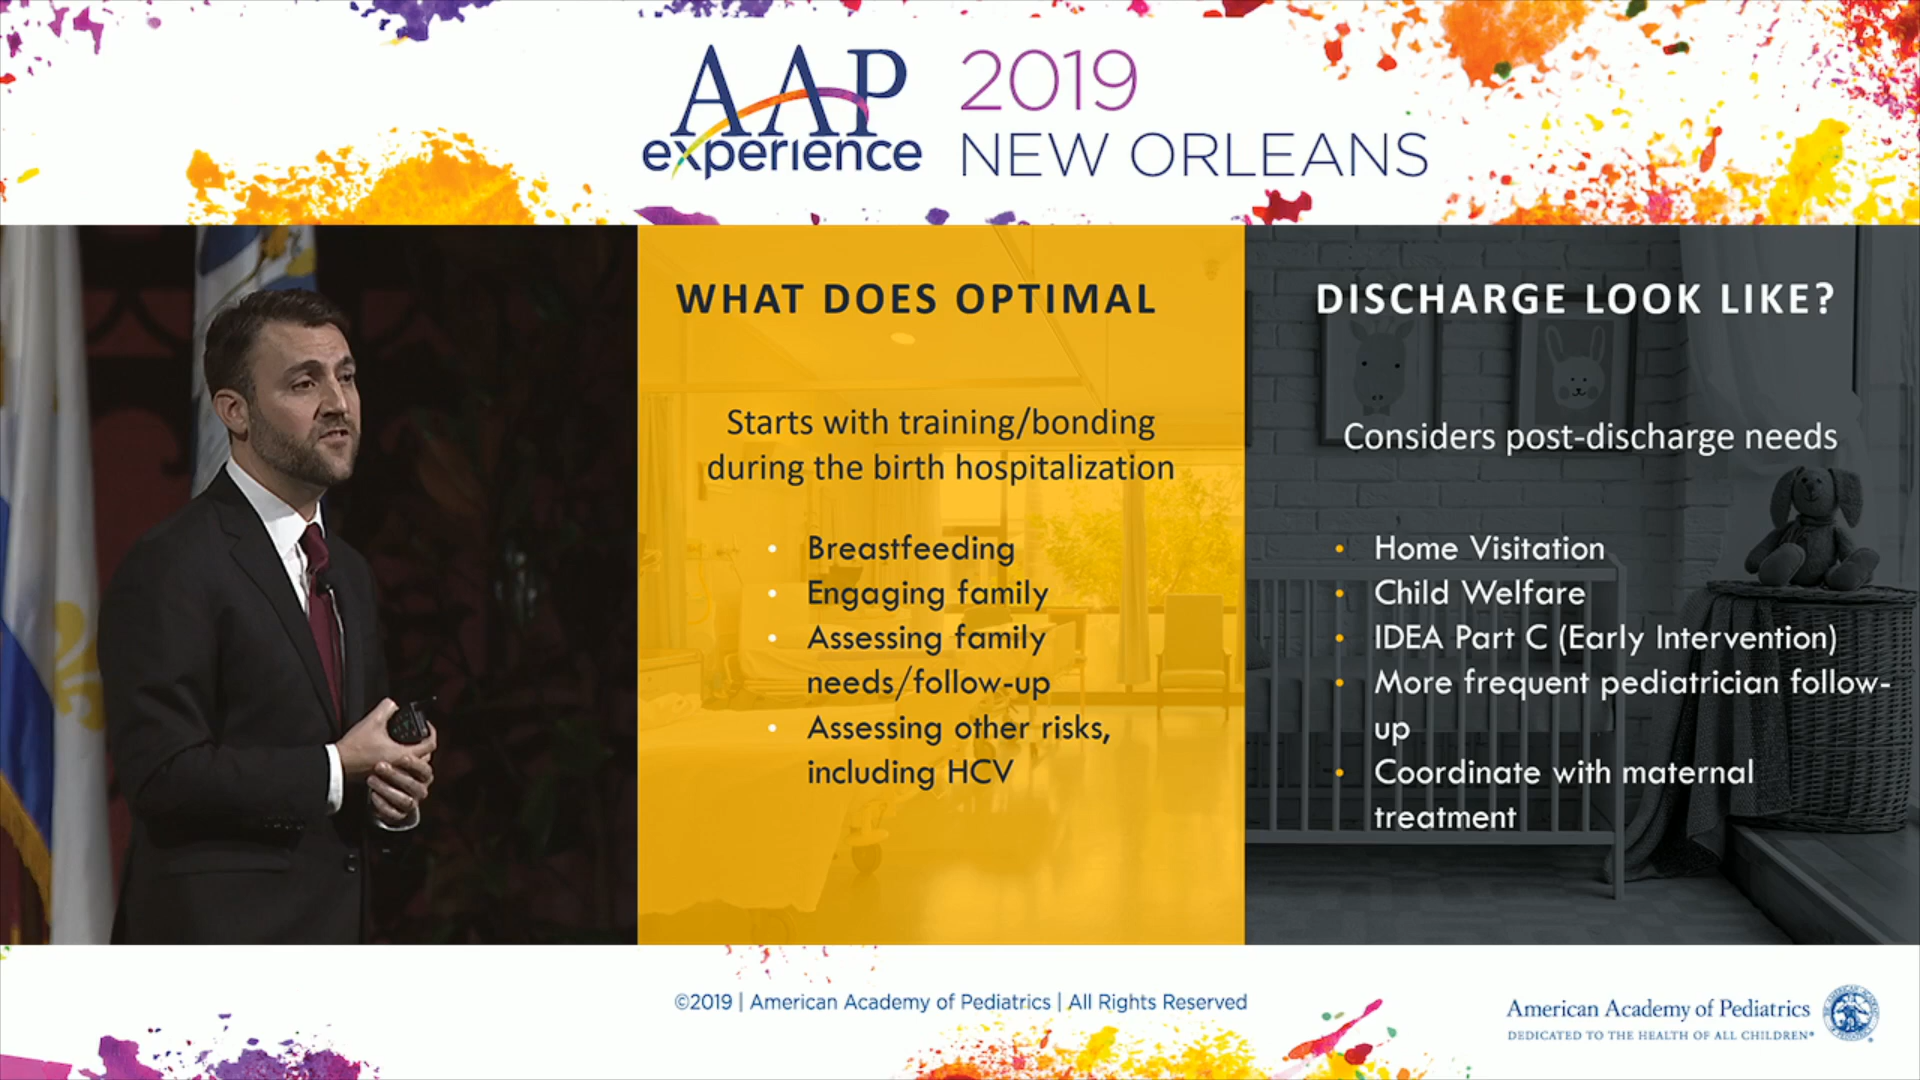 AAP
experience
2019
NEW ORLEANS
WHAT DOES OPTIMAL
Starts with training/bonding
during the birth hospitalization
• Breastfeeding
• Engaging family
• Assessing family
needs/follow-up
• Assessing other risks,
including HCV
DISCHARGE LOOK LIKE?
Considers post-discharge needs
• Home Visitation
• Child Welfare
• IDEA Part C (Early Intervention)
• More frequent pediatrician follow-
up
• Coordinate with maternal
treatment
©2019 | American Academy of Pediatrics | All Rights Reserved
American Academy of Pediatrics
DEDICATED TO THE HEALTH OF ALL CHILDREN®